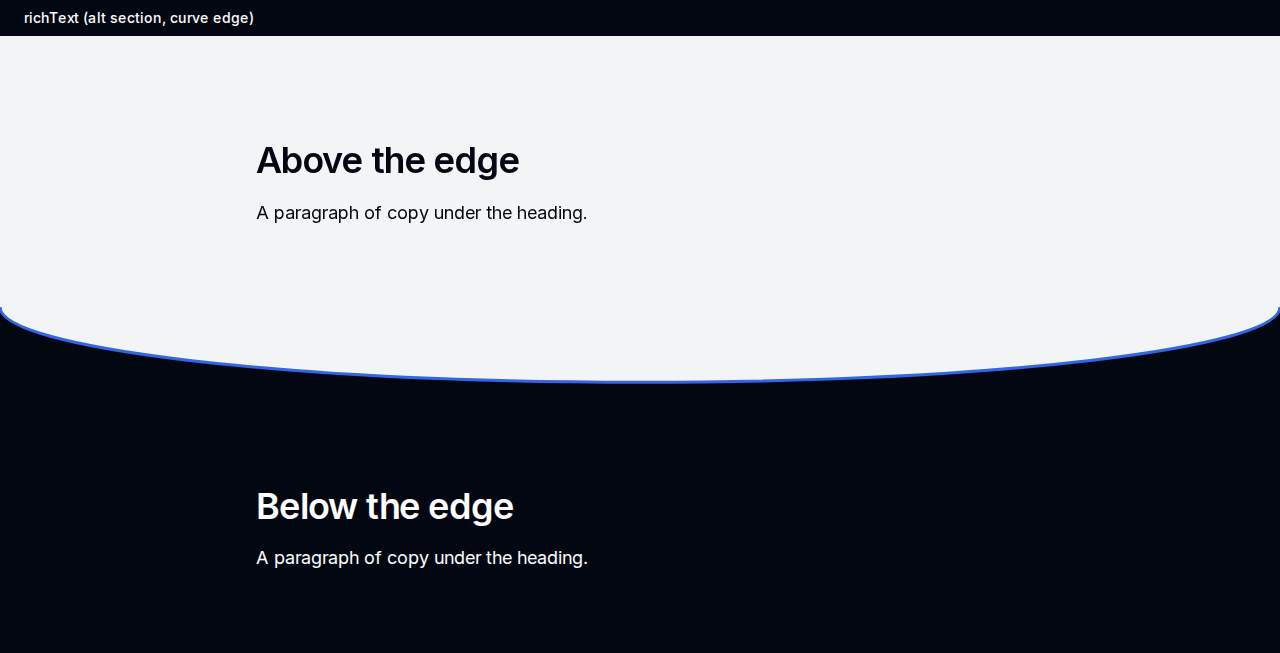 richText (alt section, curve edge)
Above the edge
A paragraph of copy under the heading.
Below the edge
A paragraph of copy under the heading.